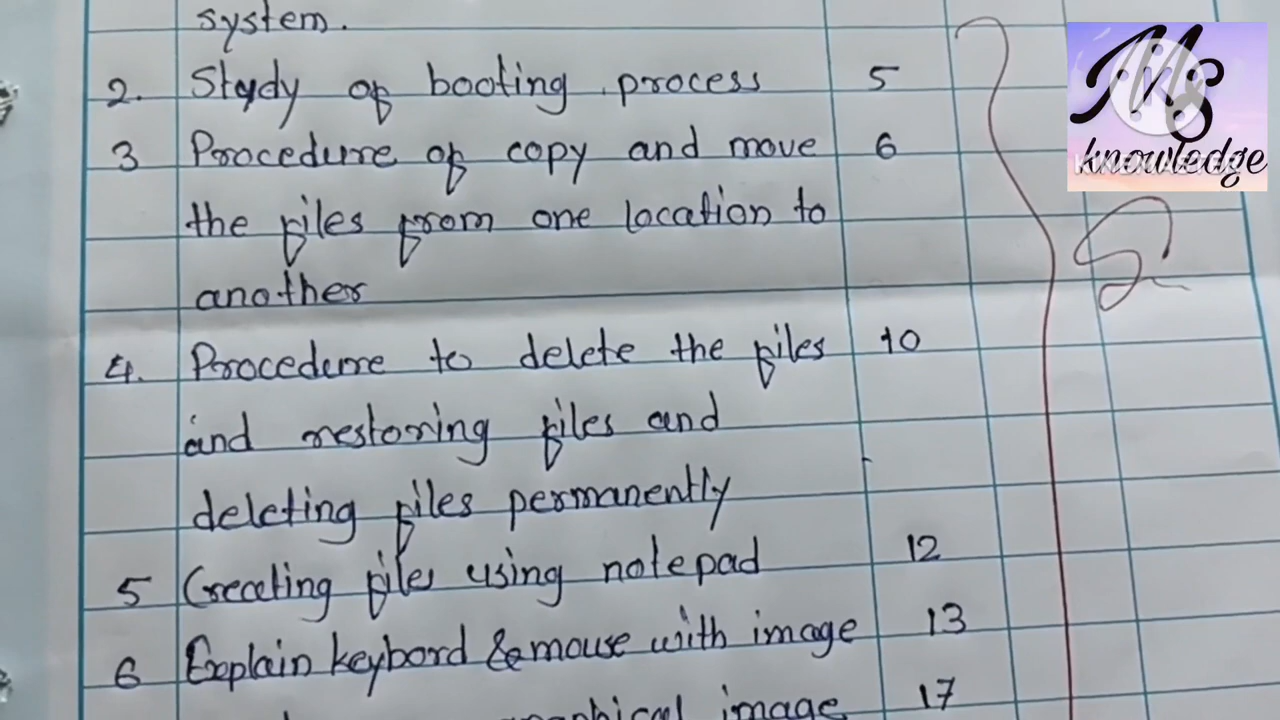 system.
2. Study of booting process 5
3 Procedure of copy and move 6
the files from one location to
another
4. Procedure to delete the files 10
and restoring files and
deleting files permanently
5 Creating files using notepad 12
6 Explain keybord & mouse with image 13
image 17
MS
knowledge